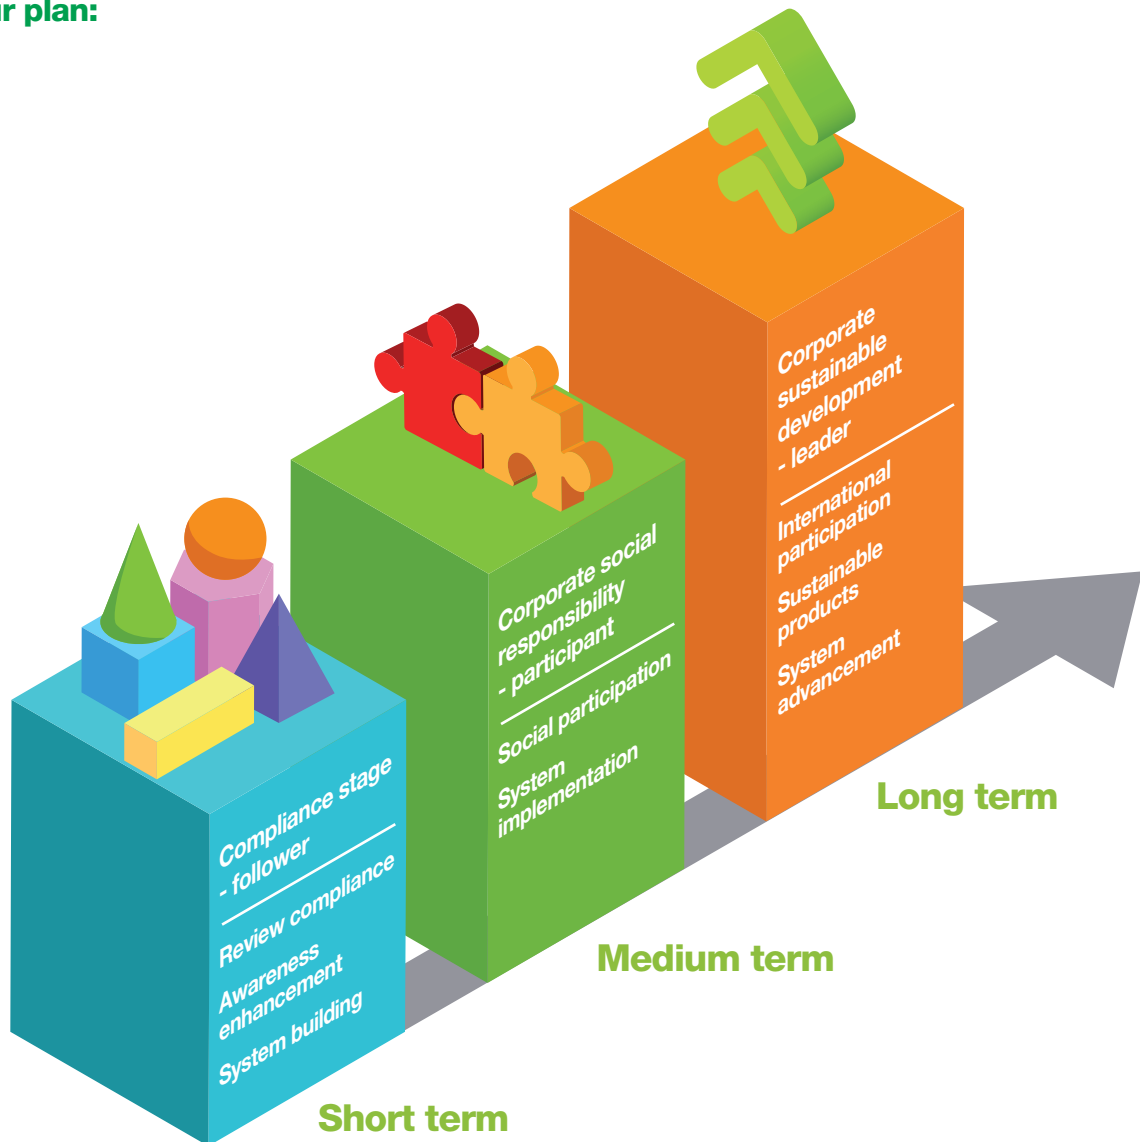 plan:
Corporate
sustainable
development
- leader
International
participation
Sustainable
products
System
advancement
Long term
Corporate social
responsibility
- participant
Social participation
System
implementation
Medium term
Compliance stage
- follower
Review compliance
Awareness
enhancement
System building
Short term